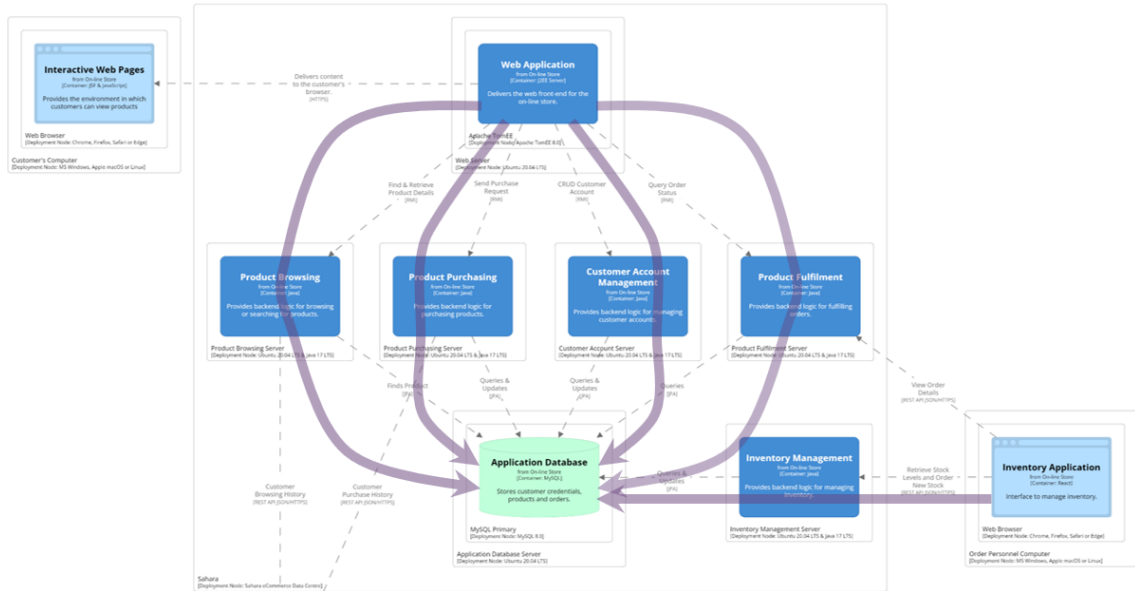 Interactive Web Pages
from On-line Store
[Container: JSF & JavaScript]
Provides the environment in which
customers can view products
Web Browser
[Deployment Node: Chrome, Firefox, Safari or Edge]
Customer's Computer
[Deployment Node: MS Windows, Apple macOS or Linux]
Delivers content
to the customer's
browser.
[HTTPS]
Web Application
from On-line Store
[Container: J2EE Server]
Delivers the web front-end for the
on-line store.
Apache TomEE
[Deployment Node: Apache TomEE 8.0]
Web Server
[Deployment Node: Ubuntu 20.04 LTS]
Find & Retrieve
Product Details
[RMI]
Send Purchase
Request
[RMI]
CRUD Customer
Account
[RMI]
Query Order
Status
[RMI]
Product Browsing
from On-line Store
[Container: Java]
Provides backend logic for browsing
or searching for products.
Product Browsing Server
[Deployment Node: Ubuntu 20.04 LTS & Java 17 LTS]
Product Purchasing
from On-line Store
[Container: Java]
Provides backend logic for
purchasing products.
Product Purchasing Server
[Deployment Node: Ubuntu 20.04 LTS & Java 17 LTS]
Customer Account
Management
from On-line Store
[Container: Java]
Provides backend logic for managing
customer accounts.
Customer Account Server
[Deployment Node: Ubuntu 20.04 LTS & Java 17 LTS]
Product Fulfilment
from On-line Store
[Container: Java]
Provides backend logic for fulfilling
orders.
Product Fulfilment Server
[Deployment Node: Ubuntu 20.04 LTS & Java 17 LTS]
Finds Product
[JPA]
Queries &
Updates
[JPA]
Queries &
Updates
[JPA]
Queries
[JPA]
View Order
Details
[REST API JSON/HTTPS]
Customer
Browsing History
[REST API JSON/HTTPS]
Customer
Purchase History
[REST API JSON/HTTPS]
Application Database
from On-line Store
[Container: MySQL]
Stores customer credentials,
products and orders.
MySQL Primary
[Deployment Node: MySQL 8.0]
Application Database Server
[Deployment Node: Ubuntu 20.04 LTS]
Queries &
Updates
[JPA]
Inventory Management
from On-line Store
[Container: Java]
Provides backend logic for managing
inventory.
Inventory Management Server
[Deployment Node: Ubuntu 20.04 LTS & Java 17 LTS]
Retrieve Stock
Levels and Order
New Stock
[REST API JSON/HTTPS]
Inventory Application
from On-line Store
[Container: React]
Interface to manage inventory.
Web Browser
[Deployment Node: Chrome, Firefox, Safari or Edge]
Order Personnel Computer
[Deployment Node: MS Windows, Apple macOS or Linux]
Sahara
[Deployment Node: Sahara eCommerce Data Centre]